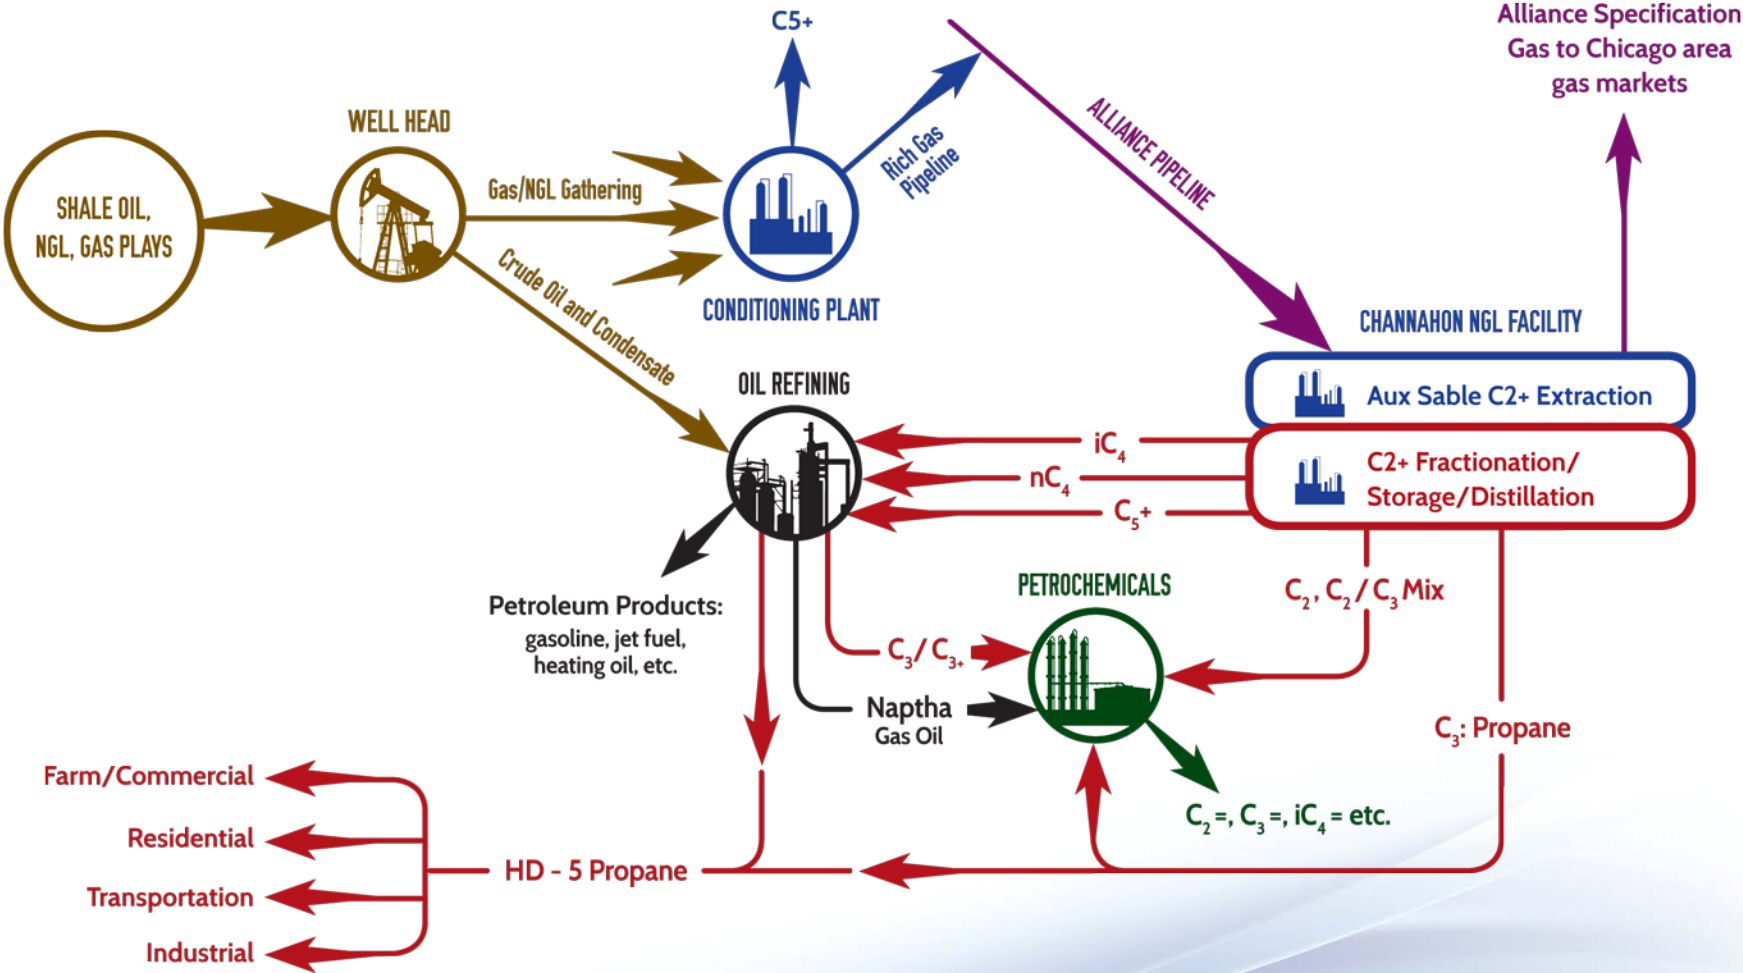 C5+
Alliance Specification
Gas to Chicago area
gas markets
WELL HEAD
SHALE OIL,
NGL, GAS PLAYS
Gas/NGL Gathering
Rich Gas
Pipeline
ALLIANCE PIPELINE
Crude Oil and Condensate
CONDITIONING PLANT
CHANNAHON NGL FACILITY
Aux Sable C2+ Extraction
C2+ Fractionation/
Storage/Distillation
OIL REFINING
iC₄
nC₄
C₅+
Petroleum Products:
gasoline, jet fuel,
heating oil, etc.
PETROCHEMICALS
C₂, C₂/ C₃ Mix
C₃/ C₃₊
Naptha
Gas Oil
C₃: Propane
C₂ =, C₃ =, iC₄ = etc.
HD - 5 Propane
Farm/Commercial
Residential
Transportation
Industrial